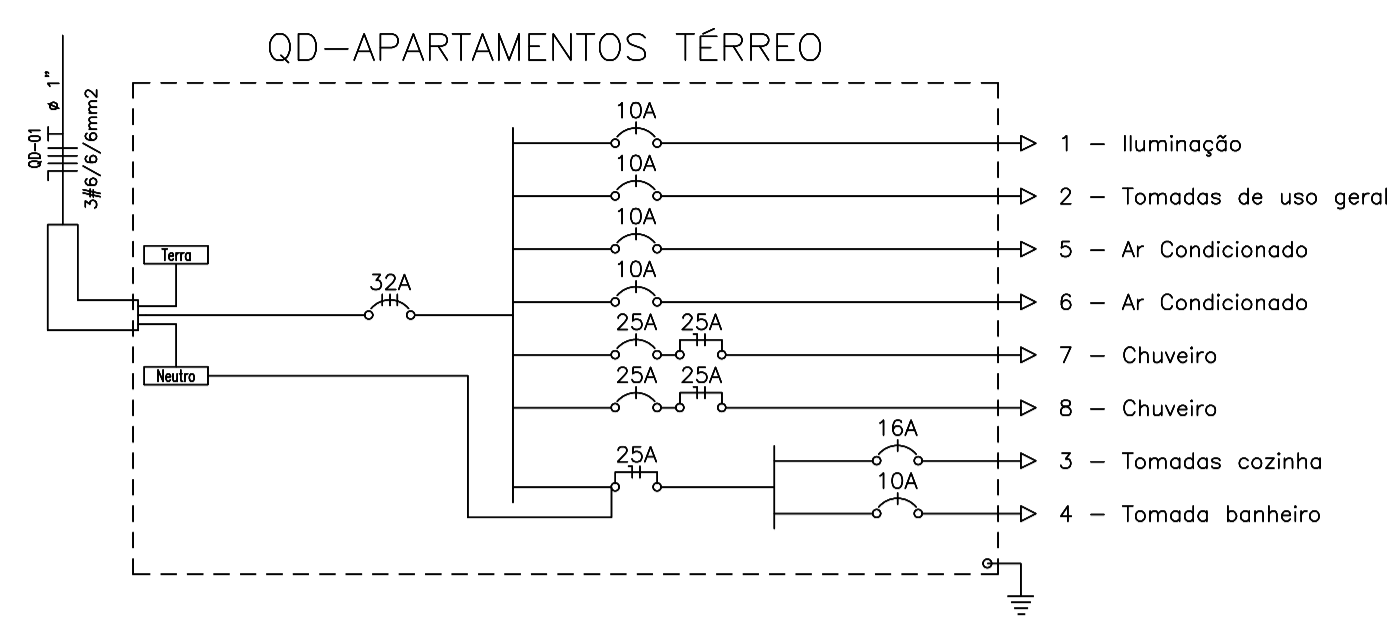 QD-APARTAMENTOS TÉRREO
ø 1"
QD-01
3#6/6/6mm2
Terra
Neutro
32A
10A
1 - Iluminação
10A
2 - Tomadas de uso geral
10A
5 - Ar Condicionado
10A
6 - Ar Condicionado
25A 25A
7 - Chuveiro
25A 25A
8 - Chuveiro
25A
16A
3 - Tomadas cozinha
10A
4 - Tomada banheiro